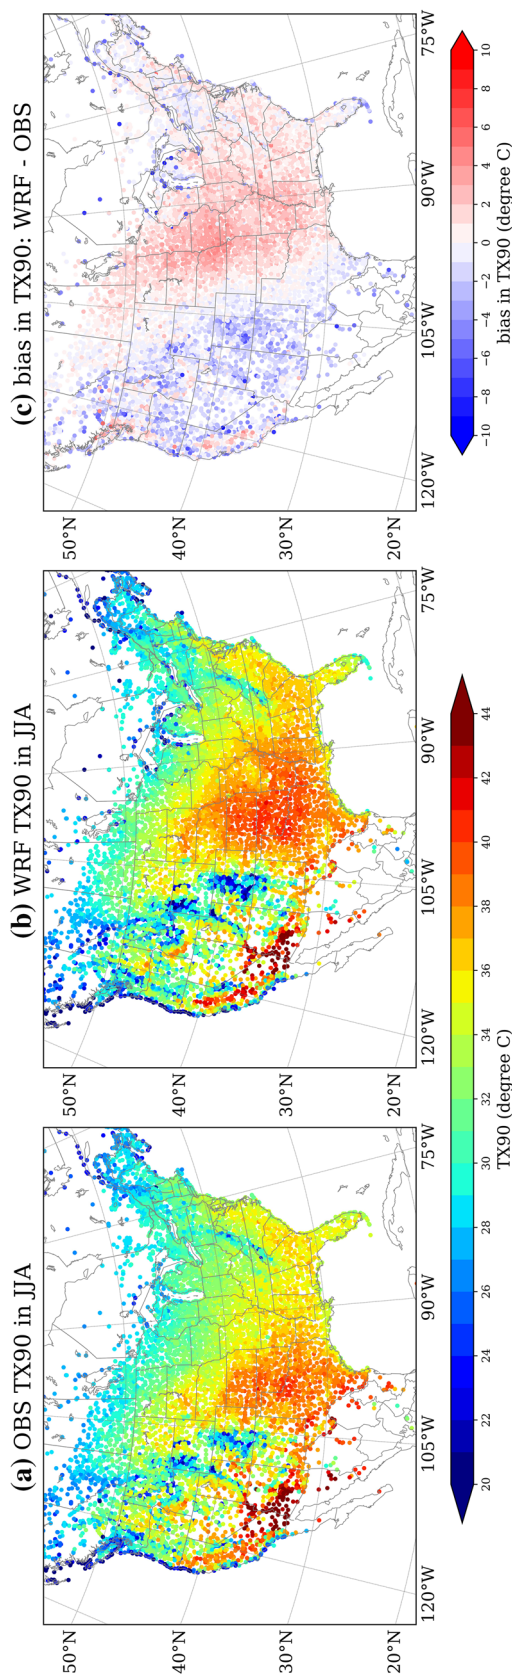 (a) OBS TX90 in JJA
50°N
40°N
30°N
20°N
120°W
105°W
90°W
75°W
(b) WRF TX90 in JJA
50°N
40°N
30°N
20°N
120°W
105°W
90°W
75°W
(c) bias in TX90: WRF - OBS
50°N
40°N
30°N
20°N
120°W
105°W
90°W
75°W
20 22 24 26 28 30 32 34 36 38 40 42 44
TX90 (degree C)
−10 −8 −6 −4 −2 0 2 4 6 8 10
bias in TX90 (degree C)